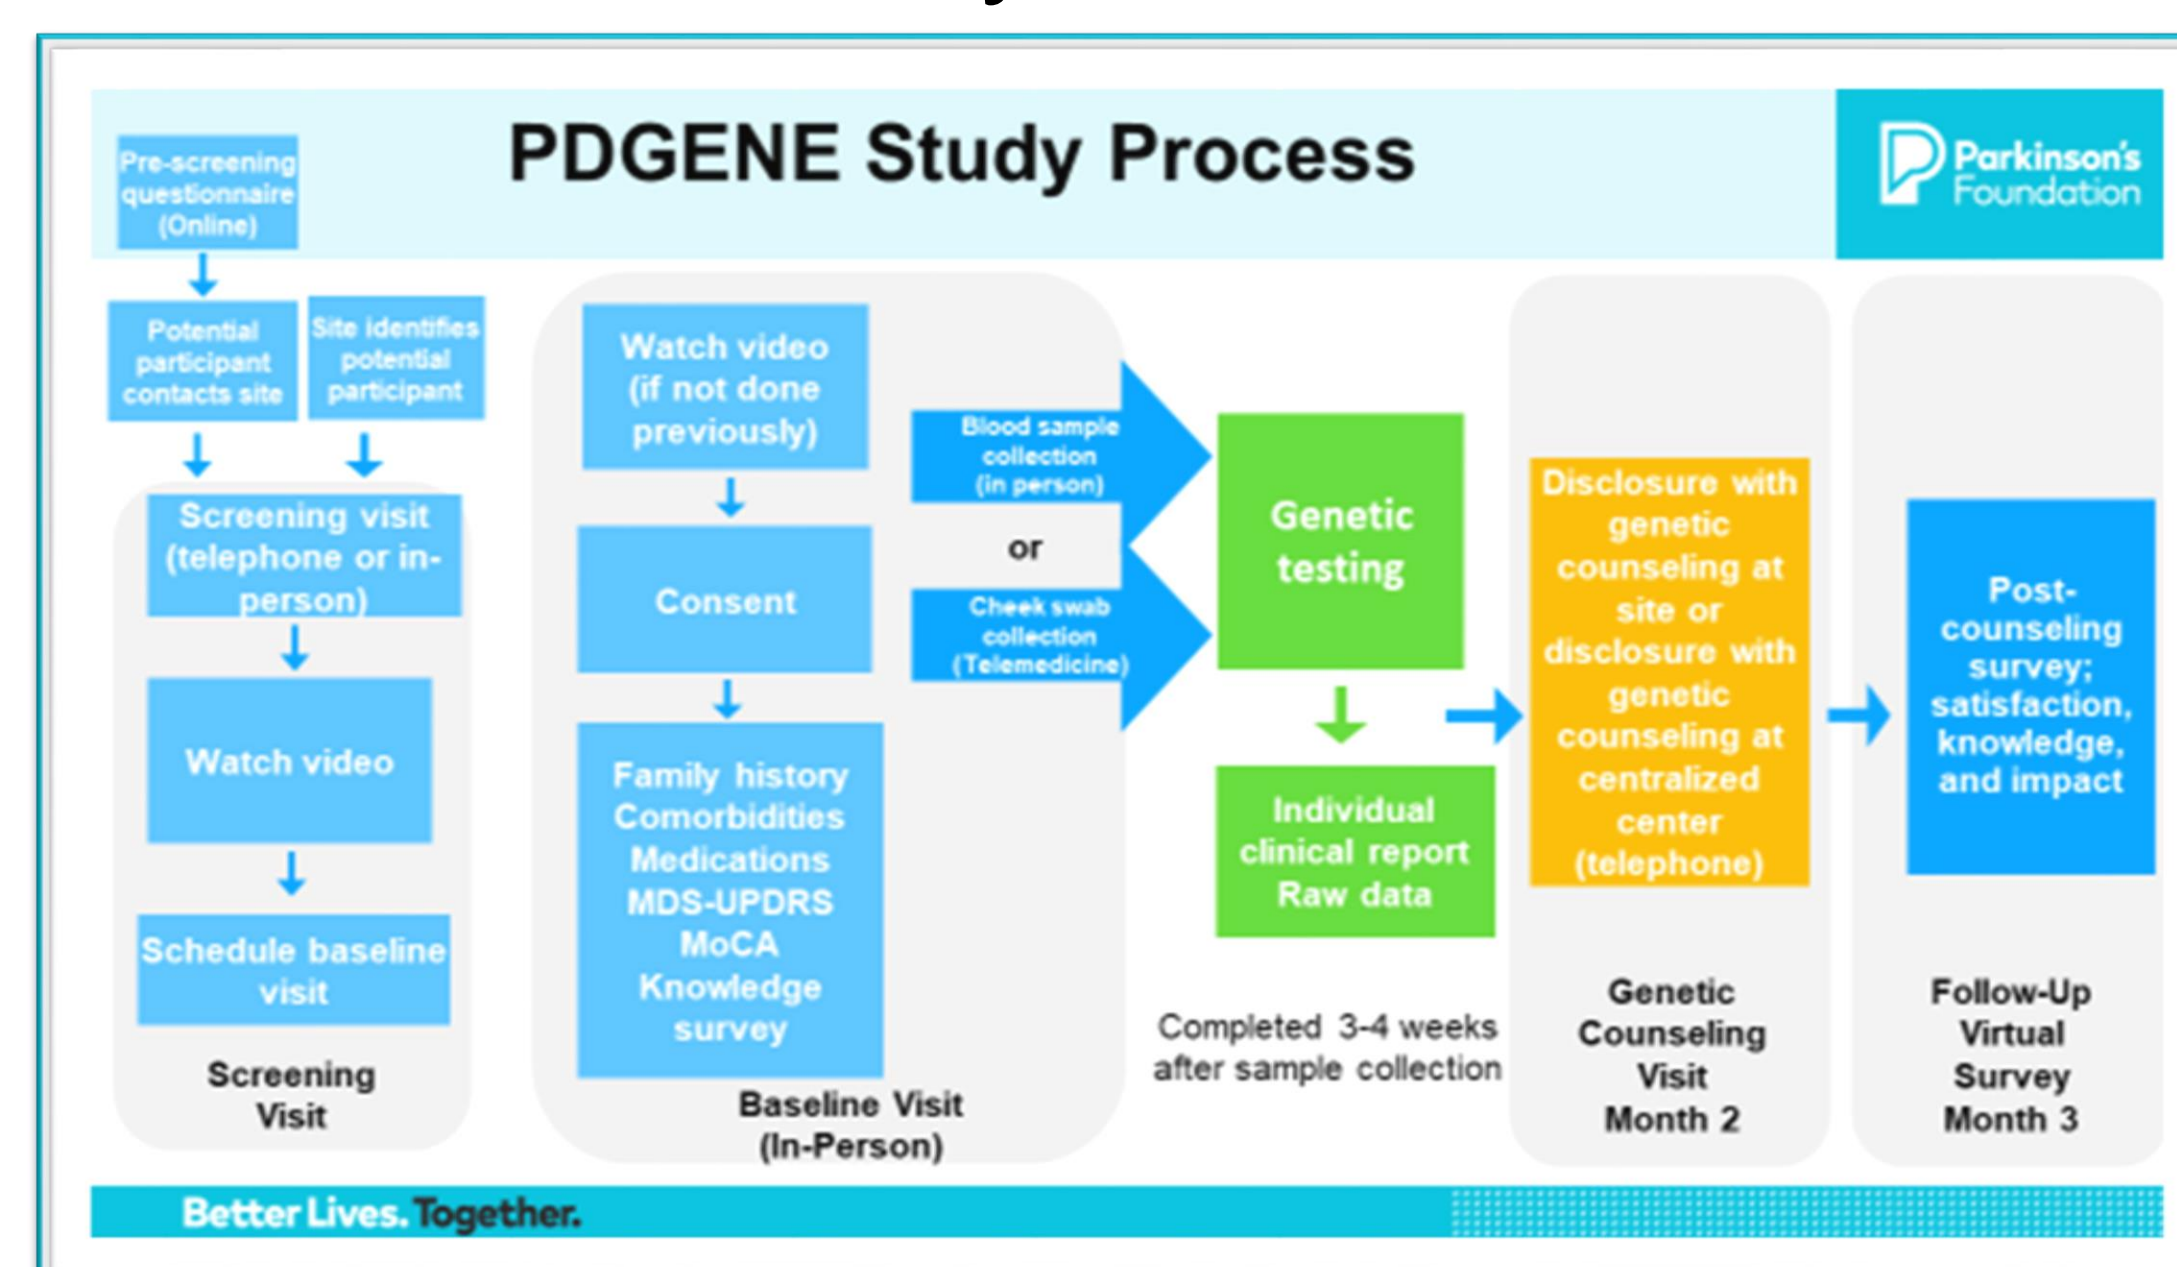 PDGENE Study Process
Parkinson's
Foundation
Pre-screening
questionnaire
(Online)
Potential
participant
contacts site
Site identifies
potential
participant
Screening visit
(telephone or in-
person)
Watch video
Schedule baseline
visit
Screening
Visit
Watch video
(if not done
previously)
Consent
Family history
Comorbidities
Medications
MDS-UPDRS
MoCA
Knowledge
survey
Baseline Visit
(In-Person)
Blood sample
collection
(in person)
or
Cheek swab
collection
(Telemedicine)
Genetic
testing
Individual
clinical report
Raw data
Completed 3-4 weeks
after sample collection
Disclosure with
genetic
counseling at
site or
disclosure with
genetic
counseling at
centralized
center
(telephone)
Genetic
Counseling
Visit
Month 2
Post-
counseling
survey;
satisfaction,
knowledge,
and impact
Follow-Up
Virtual
Survey
Month 3
Better Lives. Together.